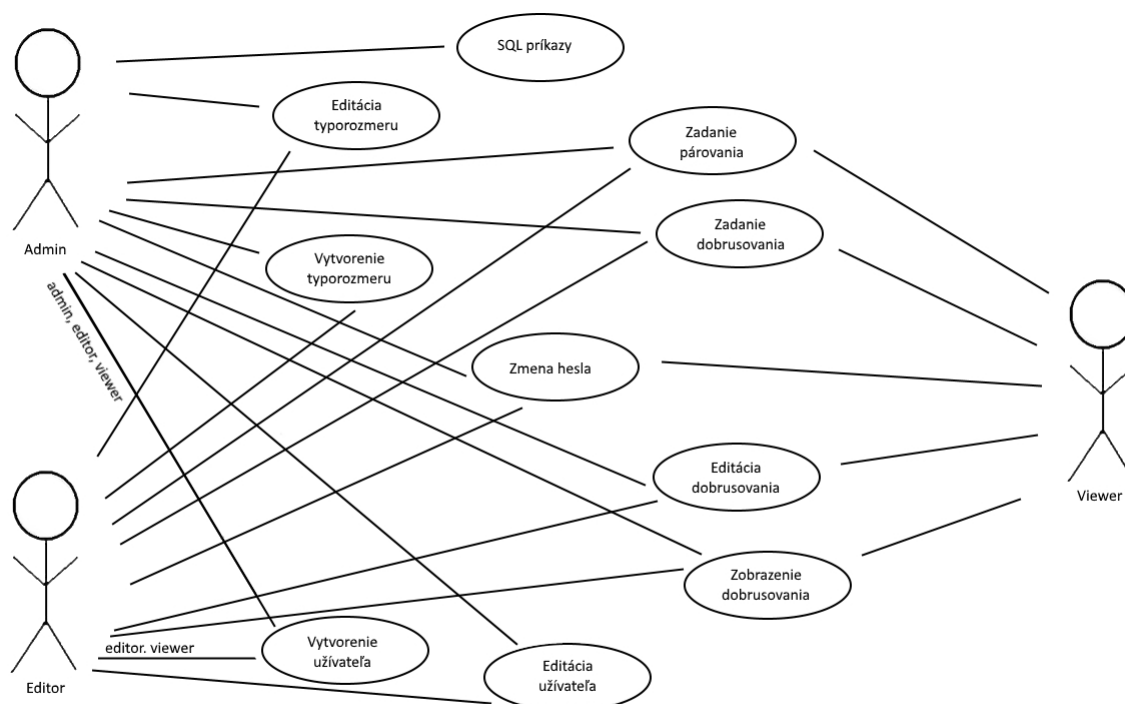 SQL príkazy
Editácia
typorozmeru
Zadanie
párovania
Zadanie
dobrusovania
Admin
Vytvorenie
typorozmeru
admin, editor, viewer
Zmena hesla
Editácia
dobrusovania
Viewer
Zobrazenie
dobrusovania
editor. viewer
Vytvorenie
užívateľa
Editácia
užívateľa
Editor